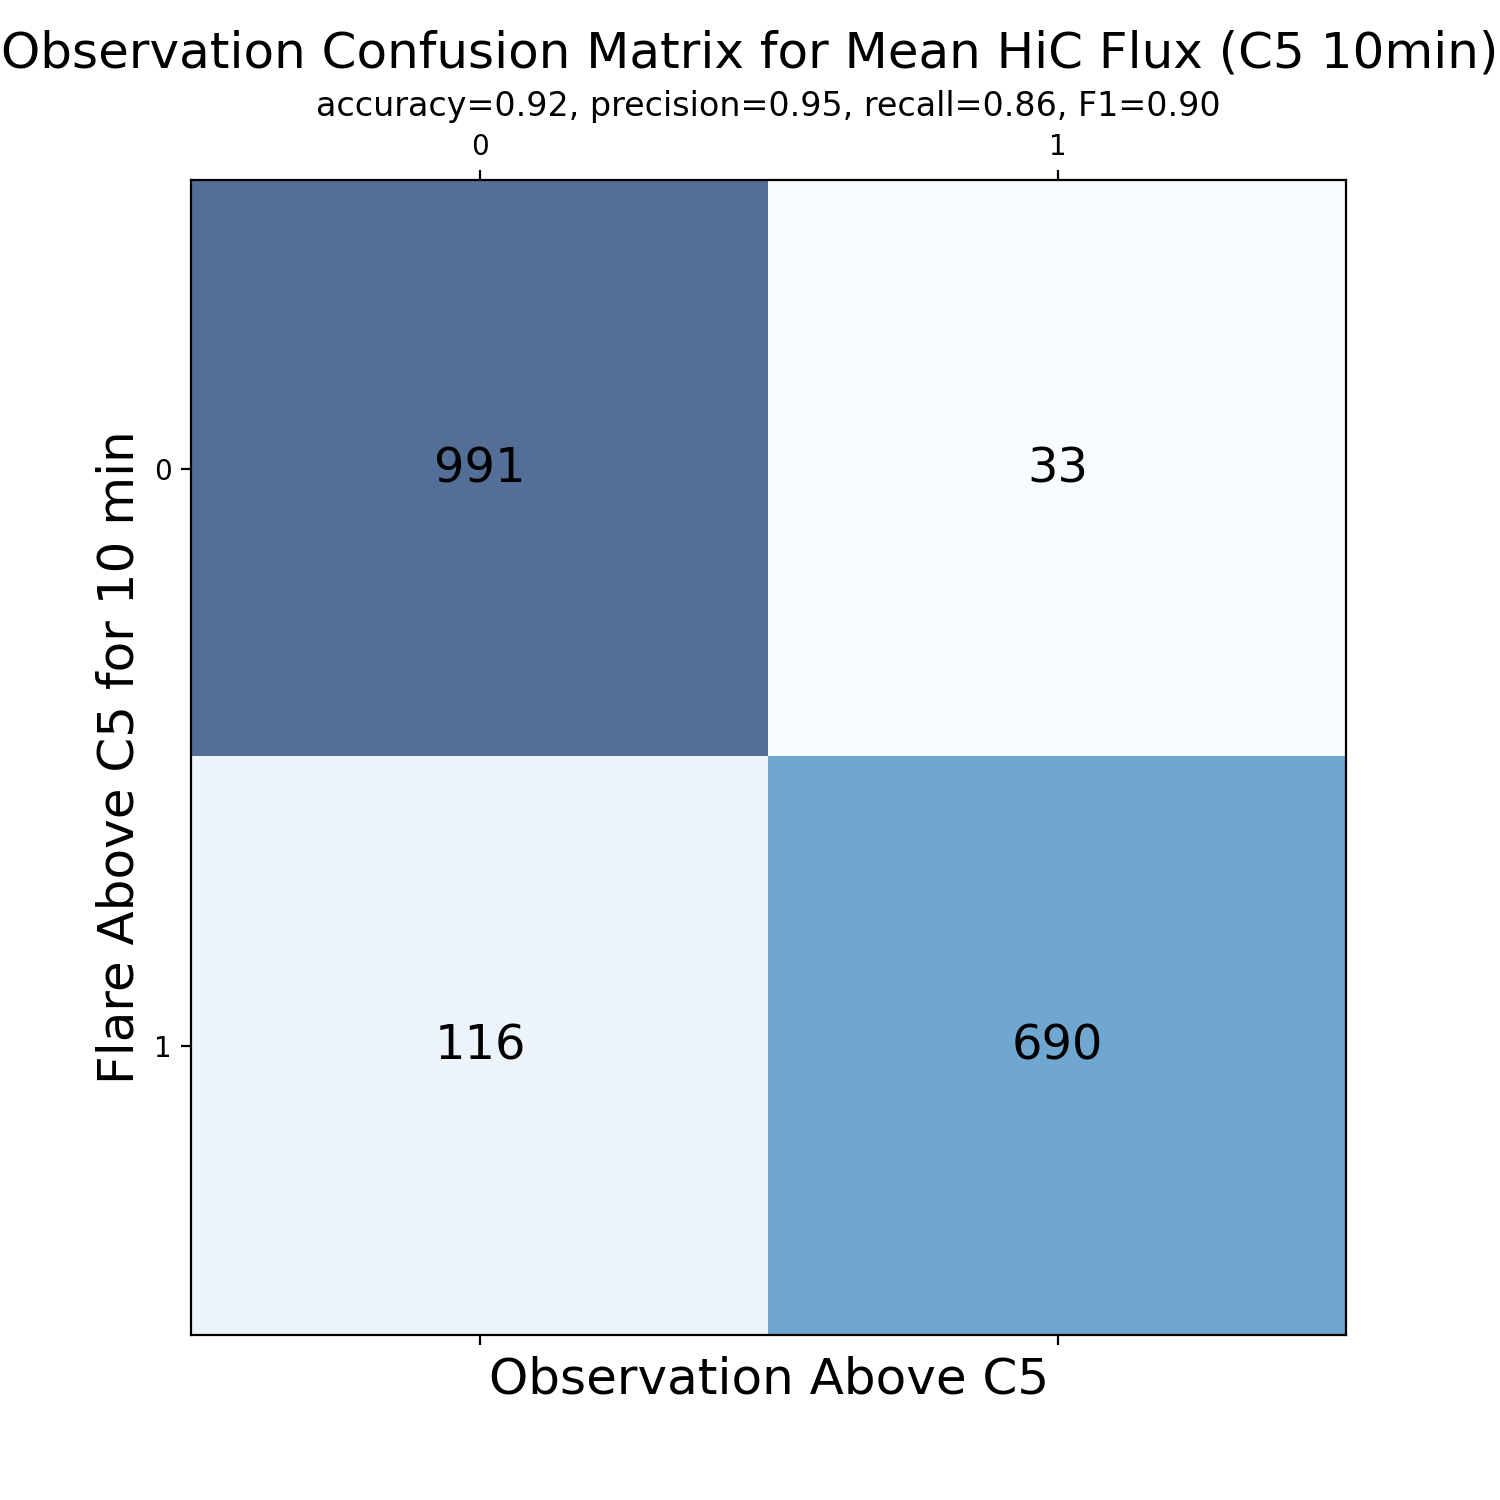 Observation Confusion Matrix for Mean HiC Flux (C5 10min)
accuracy=0.92, precision=0.95, recall=0.86, F1=0.90
0 1
Flare Above C5 for 10 min
0 991 33
1 116 690
Observation Above C5